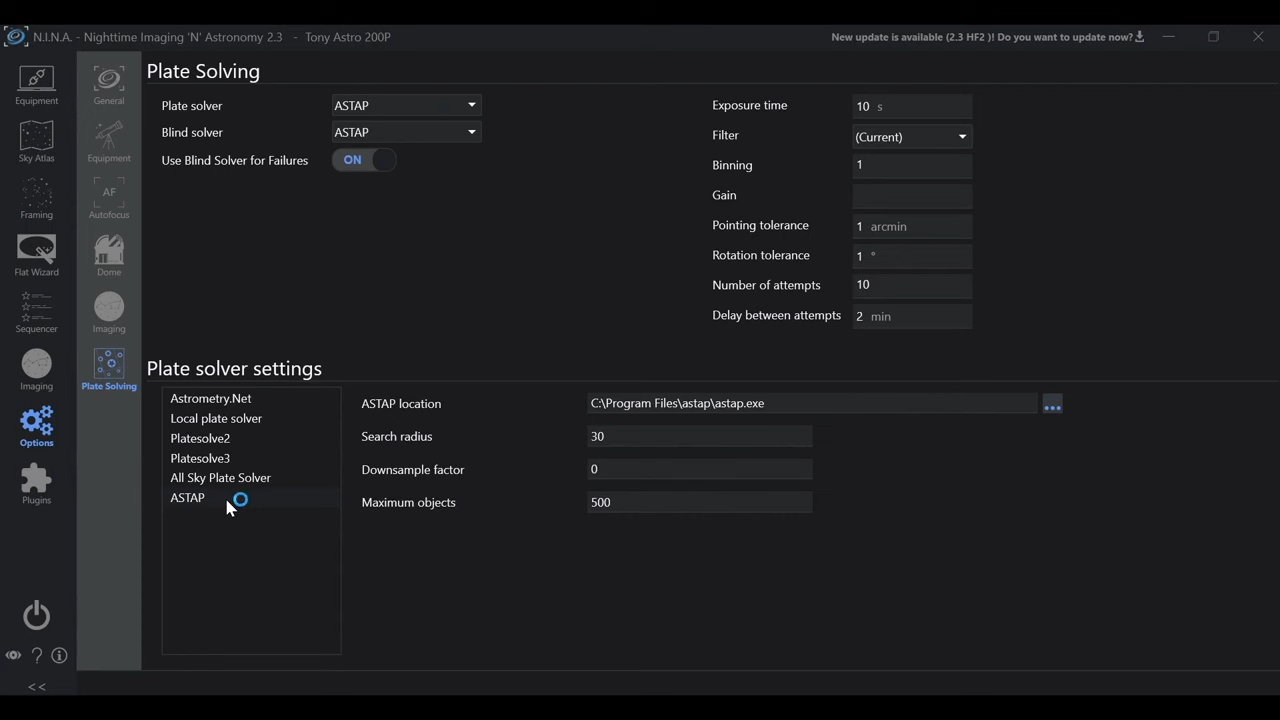 N.I.N.A. - Nighttime Imaging 'N' Astronomy 2.3 - Tony Astro 200P
New update is available (2.3 HF2 )! Do you want to update now?
Equipment
Sky Atlas
Framing
Flat Wizard
Sequencer
Imaging
Options
Plugins
?
<<
General
Equipment
AF
Autofocus
Dome
Imaging
Plate Solving
Plate Solving
Plate solver ASTAP
Blind solver ASTAP
Use Blind Solver for Failures ON
Exposure time 10 s
Filter (Current)
Binning 1
Gain
Pointing tolerance 1 arcmin
Rotation tolerance 1 °
Number of attempts 10
Delay between attempts 2 min
Plate solver settings
Astrometry.Net
Local plate solver
Platesolve2
Platesolve3
All Sky Plate Solver
ASTAP
ASTAP location C:\Program Files\astap\astap.exe ...
Search radius 30
Downsample factor 0
Maximum objects 500